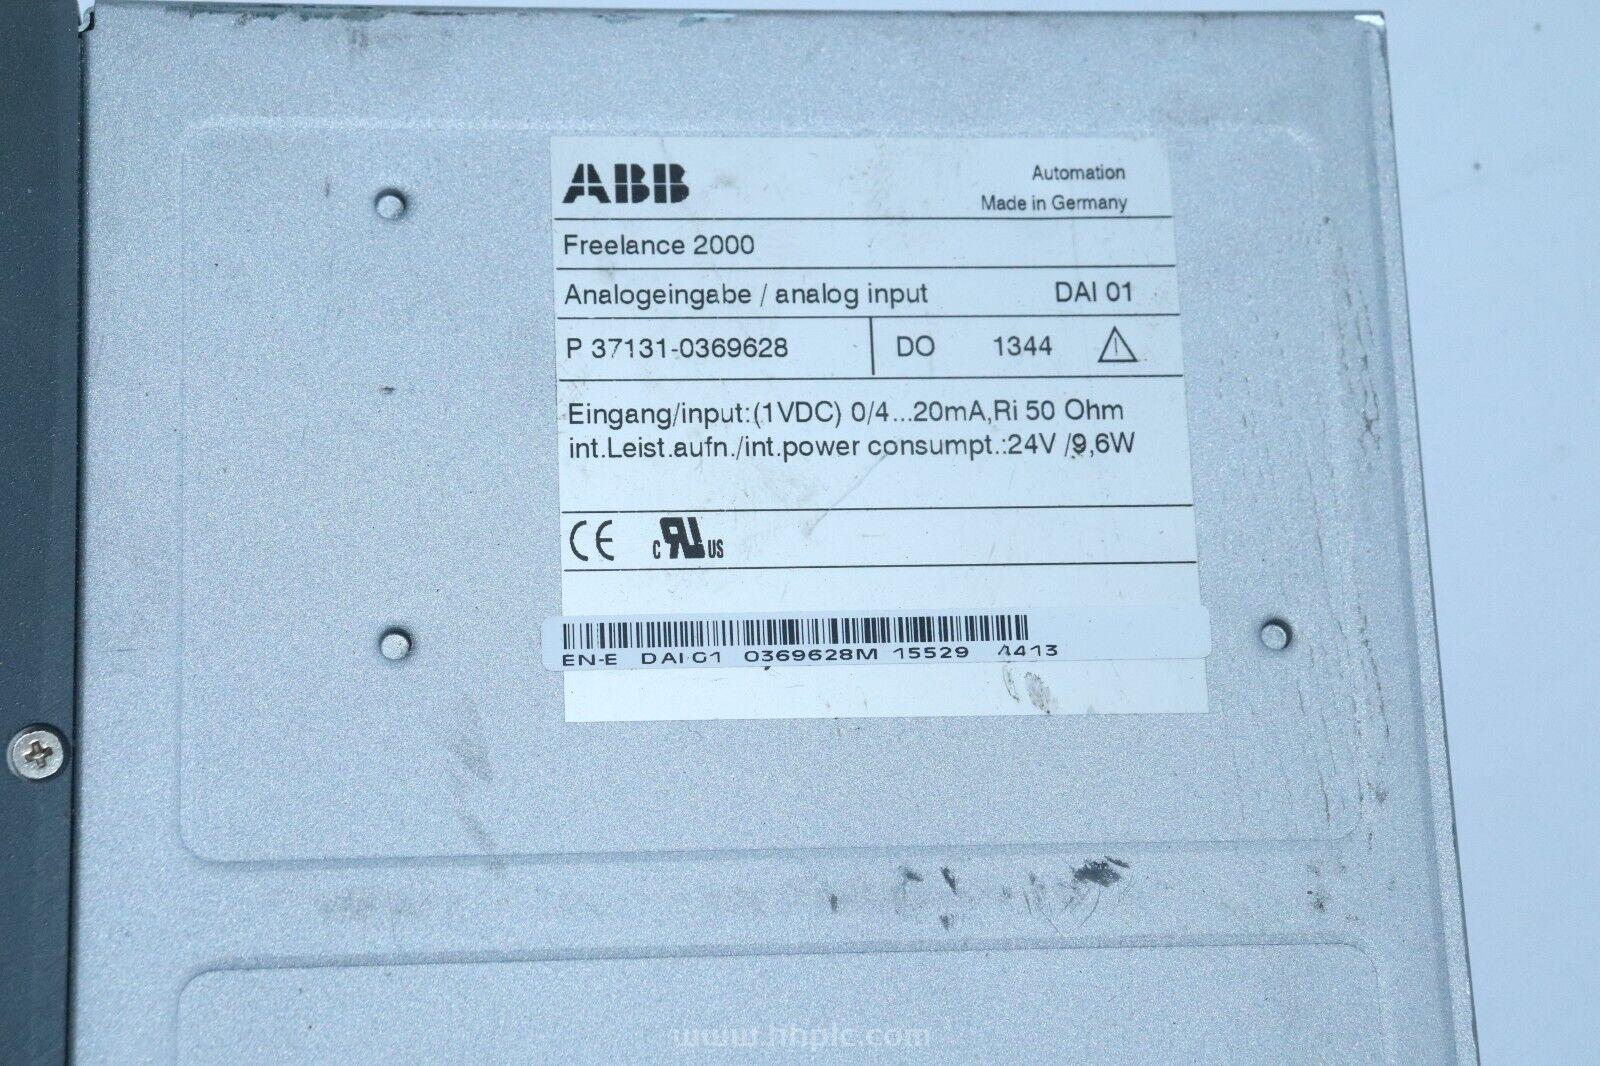 ABB
Automation
Made in Germany
Freelance 2000
Analogeingabe / analog input DAI 01
P 37131-0369628 DO 1344
Eingang/input:(1VDC) 0/4...20mA,Ri 50 Ohm
int.Leist.aufn./int.power consumpt.:24V /9,6W
CE c RU US
EN-E DAI 01 0369628M 15529 4413
www.hhplc.com